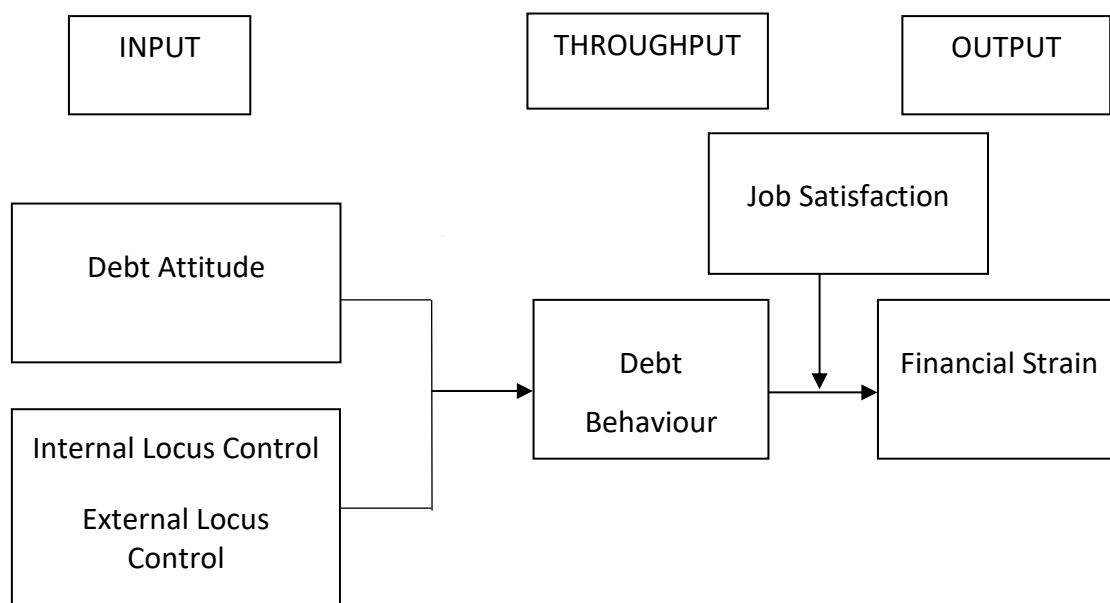 INPUT
THROUGHPUT
OUTPUT
Job Satisfaction
Debt Attitude
Debt
Behaviour
Financial Strain
Internal Locus Control
External Locus
Control